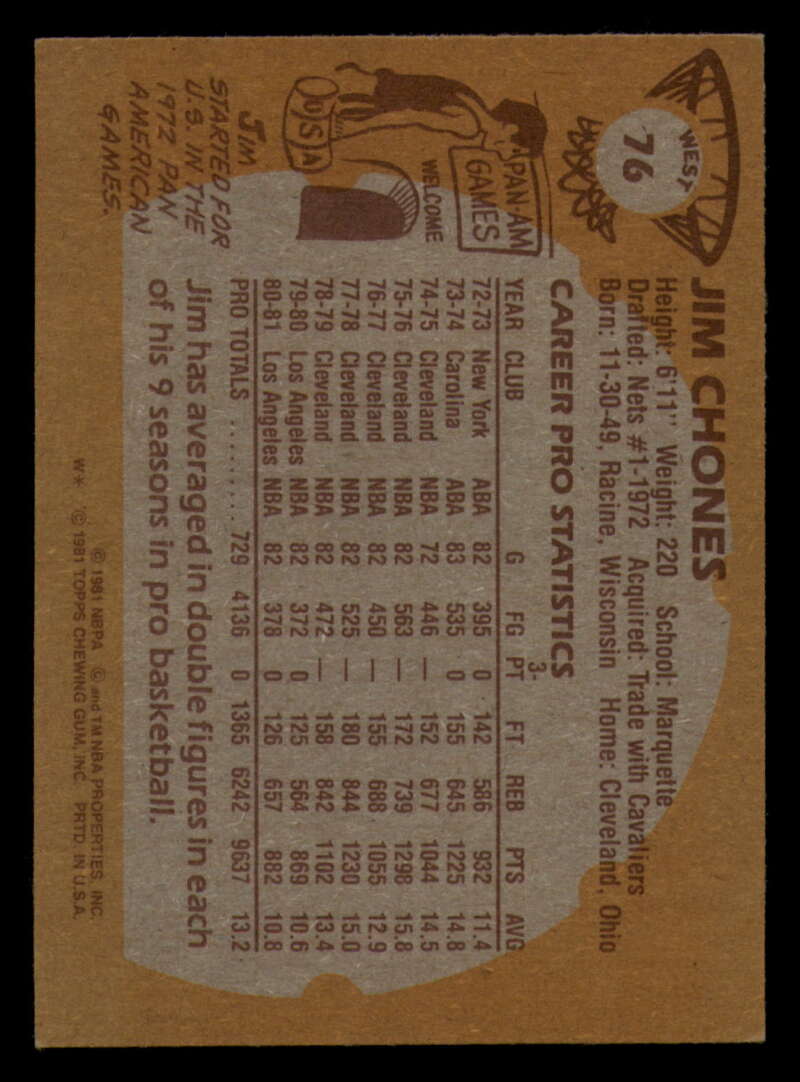 WEST
76
JIM CHONES
Height: 6'11" Weight: 220 School: Marquette
Drafted: Nets #1-1972 Acquired: Trade with Cavaliers
Born: 11-30-49, Racine, Wisconsin Home: Cleveland, Ohio
CAREER PRO STATISTICS
3-
YEAR CLUB G FG PT FT REB PTS AVG
72-73 New York ABA 82 395 0 142 586 932 11.4
73-74 Carolina ABA 83 535 0 155 645 1225 14.8
74-75 Cleveland NBA 72 446 — 152 677 1044 14.5
75-76 Cleveland NBA 82 563 — 172 739 1298 15.8
76-77 Cleveland NBA 82 450 — 155 688 1055 12.9
77-78 Cleveland NBA 82 525 — 180 844 1230 15.0
78-79 Cleveland NBA 82 472 — 158 842 1102 13.4
79-80 Los Angeles NBA 82 372 0 125 564 869 10.6
80-81 Los Angeles NBA 82 378 0 126 657 882 10.8
PRO TOTALS .......... 729 4136 0 1365 6242 9637 13.2
Jim has averaged in double figures in each
of his 9 seasons in pro basketball.
PAN-AM
GAMES
WELCOME
USA
JIM
STARTED FOR
U.S. IN THE
1972 PAN
AMERICAN
GAMES.
© 1981 NBPA © and TM NBA PROPERTIES, INC.
W* © 1981 TOPPS CHEWING GUM, INC. PRTD. IN U.S.A.